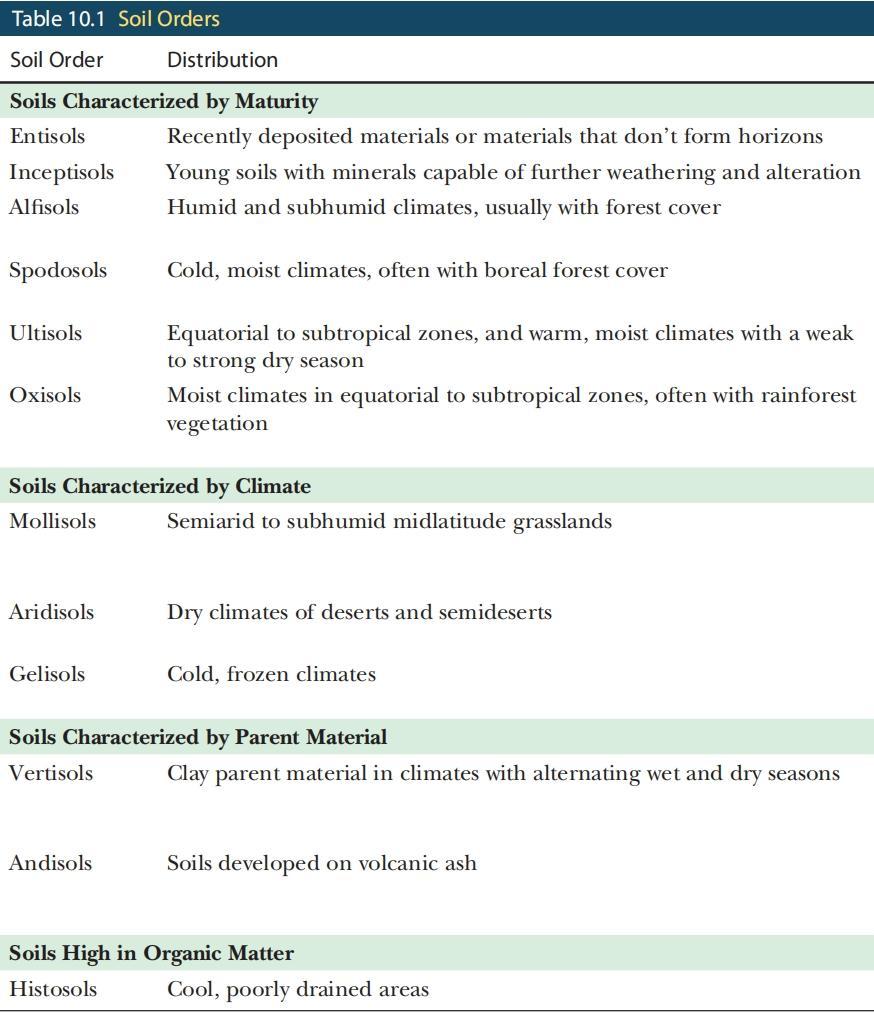 Table 10.1 Soil Orders
Soil Order Distribution
Soils Characterized by Maturity
Entisols Recently deposited materials or materials that don’t form horizons
Inceptisols Young soils with minerals capable of further weathering and alteration
Alfisols Humid and subhumid climates, usually with forest cover
Spodosols Cold, moist climates, often with boreal forest cover
Ultisols Equatorial to subtropical zones, and warm, moist climates with a weak
to strong dry season
Oxisols Moist climates in equatorial to subtropical zones, often with rainforest
vegetation
Soils Characterized by Climate
Mollisols Semiarid to subhumid midlatitude grasslands
Aridisols Dry climates of deserts and semideserts
Gelisols Cold, frozen climates
Soils Characterized by Parent Material
Vertisols Clay parent material in climates with alternating wet and dry seasons
Andisols Soils developed on volcanic ash
Soils High in Organic Matter
Histosols Cool, poorly drained areas